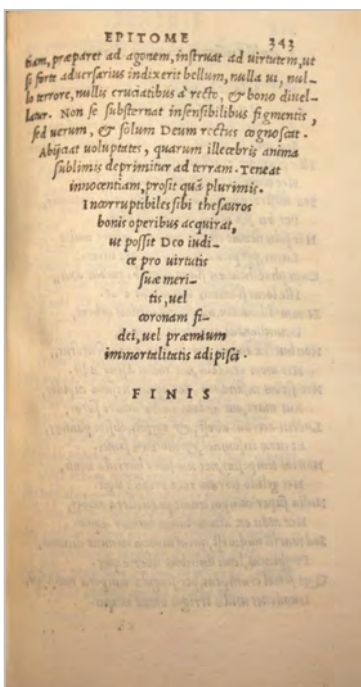 EPITOME 343
tiam, præparet ad agonem, instruat ad uirtutem, ut
si forte aduersarius indixerit bellum, nulla ui, nul-
lo terrore, nullis cruciatibus à recto, & bono diuel-
latur. Non se substernat insensibilibus figmentis,
sed uerum, & solum Deum rectus cognoscat.
Abijciat uoluptates, quarum illecebris anima
sublimis deprimitur ad terram. Teneat
innocentiam, prosit quã plurimis.
Incorruptibiles sibi thesauros
bonis operibus acquirat,
ut possit Deo iudi-
ce pro uirtutis
suæ meri-
tis, uel
coronam fi-
dei, uel præmium
immortalitatis adipisci.
FINIS